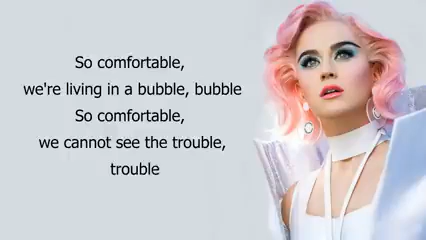 So comfortable,
we're living in a bubble, bubble
So comfortable,
we cannot see the trouble,
trouble